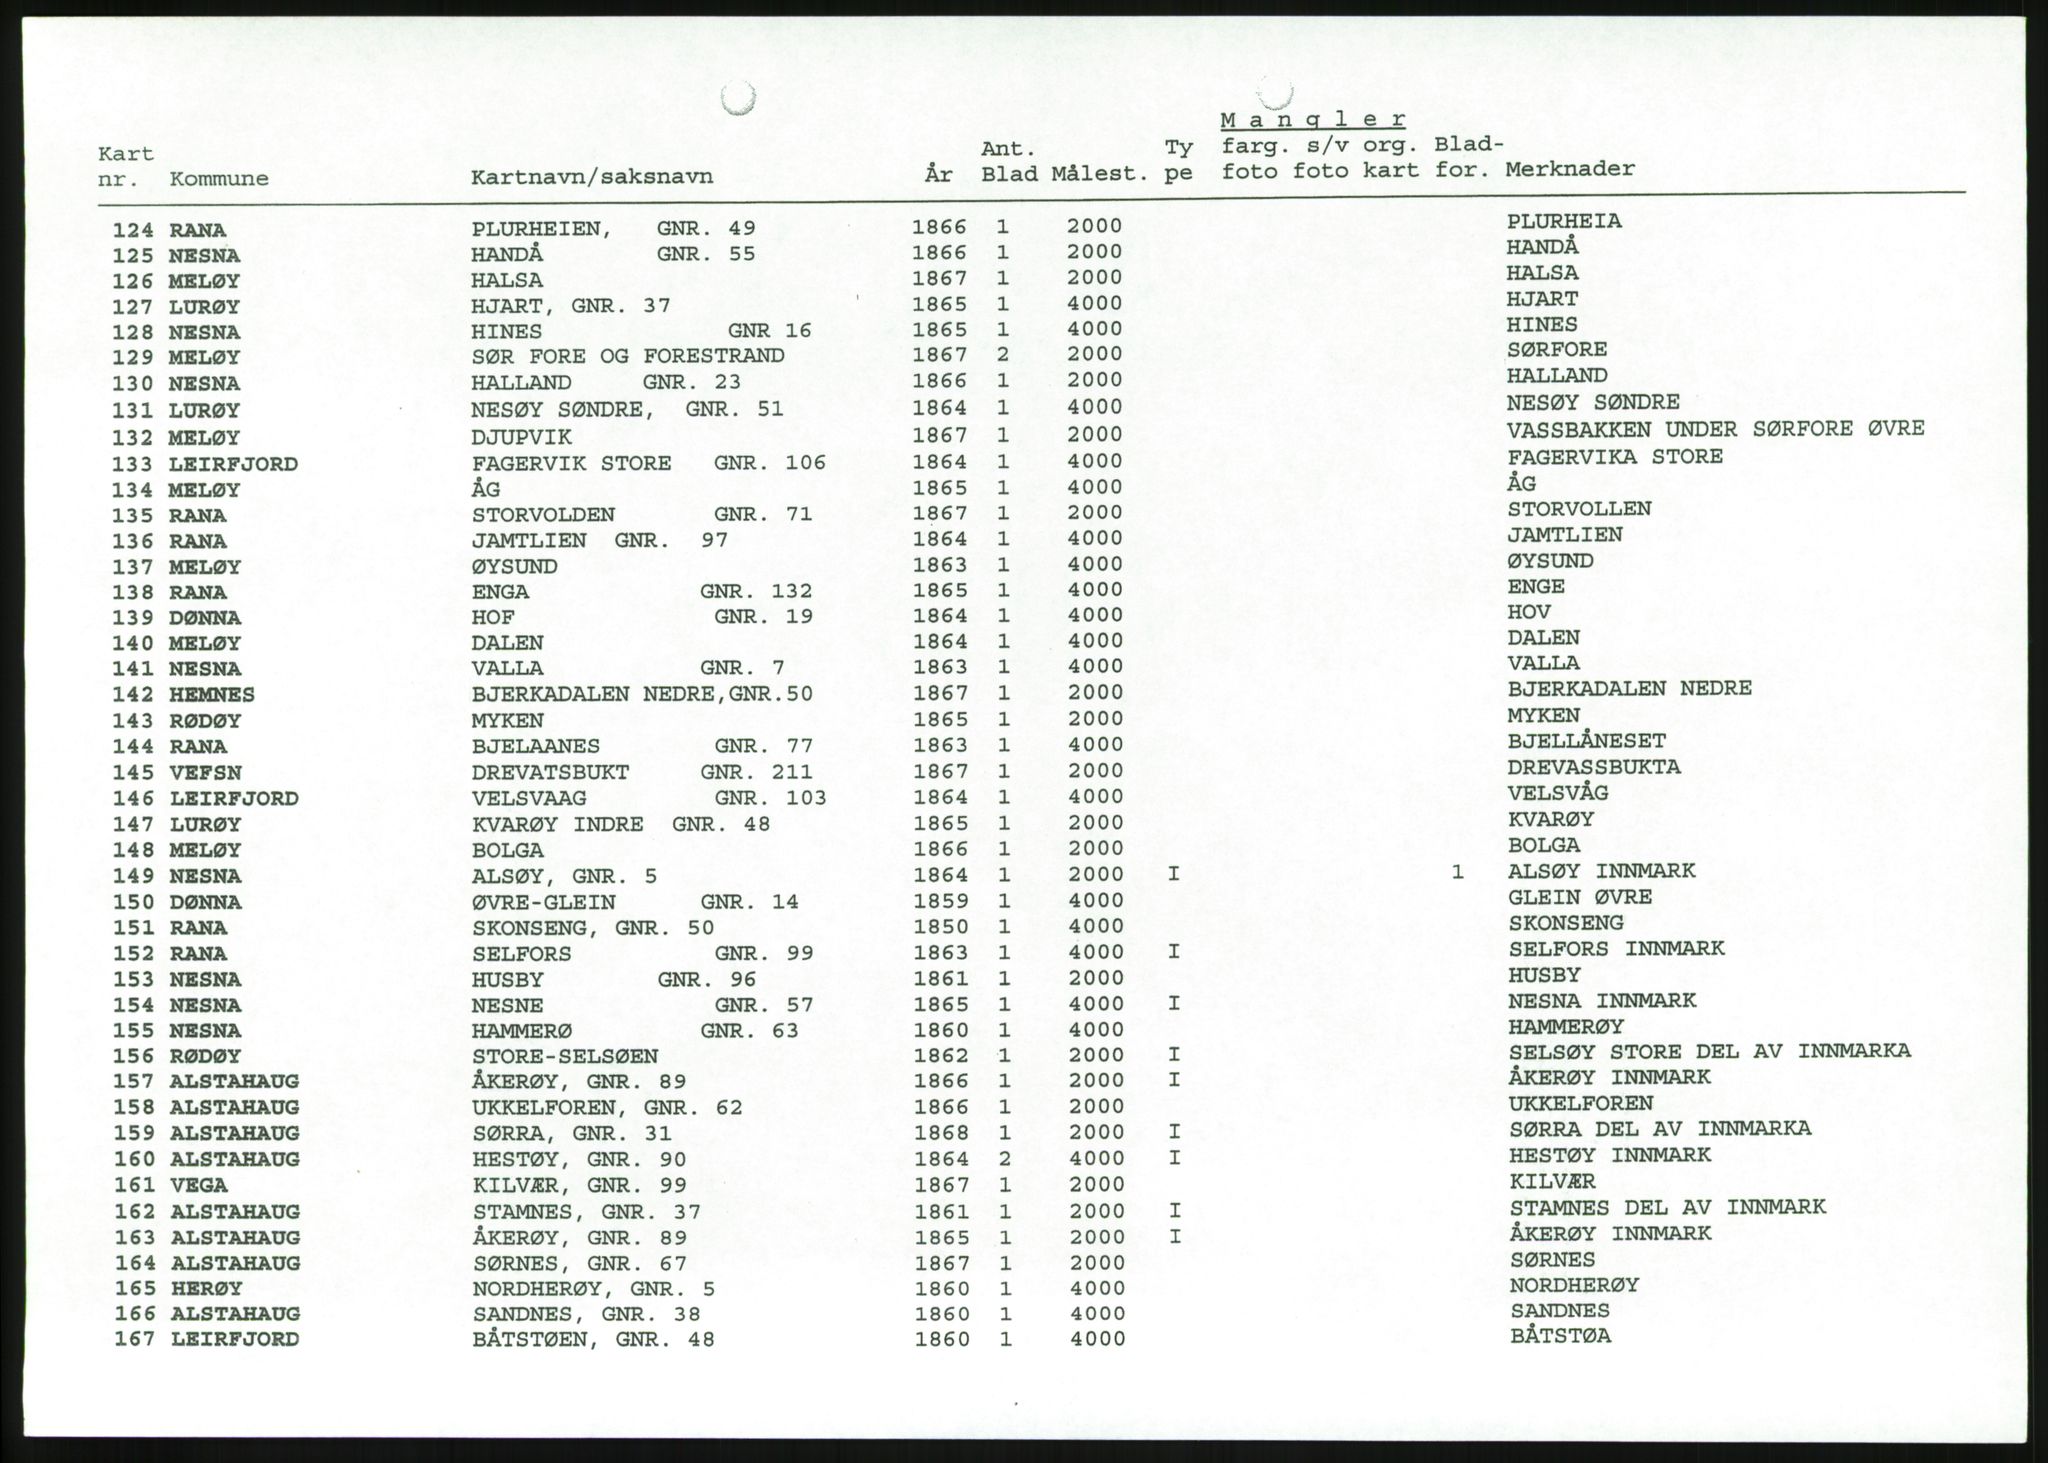 M a n g l e r
Kart Ant. Ty farg. s/v org. Blad-
nr. Kommune Kartnavn/saksnavn År Blad Målest. pe foto foto kart for. Merknader
124 RANA PLURHEIEN, GNR. 49 1866 1 2000 PLURHEIA
125 NESNA HANDÅ GNR. 55 1866 1 2000 HANDÅ
126 MELØY HALSA 1867 1 2000 HALSA
127 LURØY HJART, GNR. 37 1865 1 4000 HJART
128 NESNA HINES GNR 16 1865 1 4000 HINES
129 MELØY SØR FORE OG FORESTRAND 1867 2 2000 SØRFORE
130 NESNA HALLAND GNR. 23 1866 1 2000 HALLAND
131 LURØY NESØY SØNDRE, GNR. 51 1864 1 4000 NESØY SØNDRE
132 MELØY DJUPVIK 1867 1 2000 VASSBAKKEN UNDER SØRFORE ØVRE
133 LEIRFJORD FAGERVIK STORE GNR. 106 1864 1 4000 FAGERVIKA STORE
134 MELØY ÅG 1865 1 4000 ÅG
135 RANA STORVOLDEN GNR. 71 1867 1 2000 STORVOLLEN
136 RANA JAMTLIEN GNR. 97 1864 1 4000 JAMTLIEN
137 MELØY ØYSUND 1863 1 4000 ØYSUND
138 RANA ENGA GNR. 132 1865 1 4000 ENGE
139 DØNNA HOF GNR. 19 1864 1 4000 HOV
140 MELØY DALEN 1864 1 4000 DALEN
141 NESNA VALLA GNR. 7 1863 1 4000 VALLA
142 HEMNES BJERKADALEN NEDRE,GNR.50 1867 1 2000 BJERKADALEN NEDRE
143 RØDØY MYKEN 1865 1 2000 MYKEN
144 RANA BJELAANES GNR. 77 1863 1 4000 BJELLÅNESET
145 VEFSN DREVATSBUKT GNR. 211 1867 1 2000 DREVASSBUKTA
146 LEIRFJORD VELSVAAG GNR. 103 1864 1 4000 VELSVÅG
147 LURØY KVARØY INDRE GNR. 48 1865 1 2000 KVARØY
148 MELØY BOLGA 1866 1 2000 BOLGA
149 NESNA ALSØY, GNR. 5 1864 1 2000 I 1 ALSØY INNMARK
150 DØNNA ØVRE-GLEIN GNR. 14 1859 1 4000 GLEIN ØVRE
151 RANA SKONSENG, GNR. 50 1850 1 4000 SKONSENG
152 RANA SELFORS GNR. 99 1863 1 4000 I SELFORS INNMARK
153 NESNA HUSBY GNR. 96 1861 1 2000 HUSBY
154 NESNA NESNE GNR. 57 1865 1 4000 I NESNA INNMARK
155 NESNA HAMMERØ GNR. 63 1860 1 4000 HAMMERØY
156 RØDØY STORE-SELSØEN 1862 1 2000 I SELSØY STORE DEL AV INNMARKA
157 ALSTAHAUG ÅKERØY, GNR. 89 1866 1 2000 I ÅKERØY INNMARK
158 ALSTAHAUG UKKELFOREN, GNR. 62 1866 1 2000 UKKELFOREN
159 ALSTAHAUG SØRRA, GNR. 31 1868 1 2000 I SØRRA DEL AV INNMARKA
160 ALSTAHAUG HESTØY, GNR. 90 1864 2 4000 I HESTØY INNMARK
161 VEGA KILVÆR, GNR. 99 1867 1 2000 KILVÆR
162 ALSTAHAUG STAMNES, GNR. 37 1861 1 2000 I STAMNES DEL AV INNMARK
163 ALSTAHAUG ÅKERØY, GNR. 89 1865 1 2000 I ÅKERØY INNMARK
164 ALSTAHAUG SØRNES, GNR. 67 1867 1 2000 SØRNES
165 HERØY NORDHERØY, GNR. 5 1860 1 4000 NORDHERØY
166 ALSTAHAUG SANDNES, GNR. 38 1860 1 4000 SANDNES
167 LEIRFJORD BÅTSTØEN, GNR. 48 1860 1 4000 BÅTSTØA